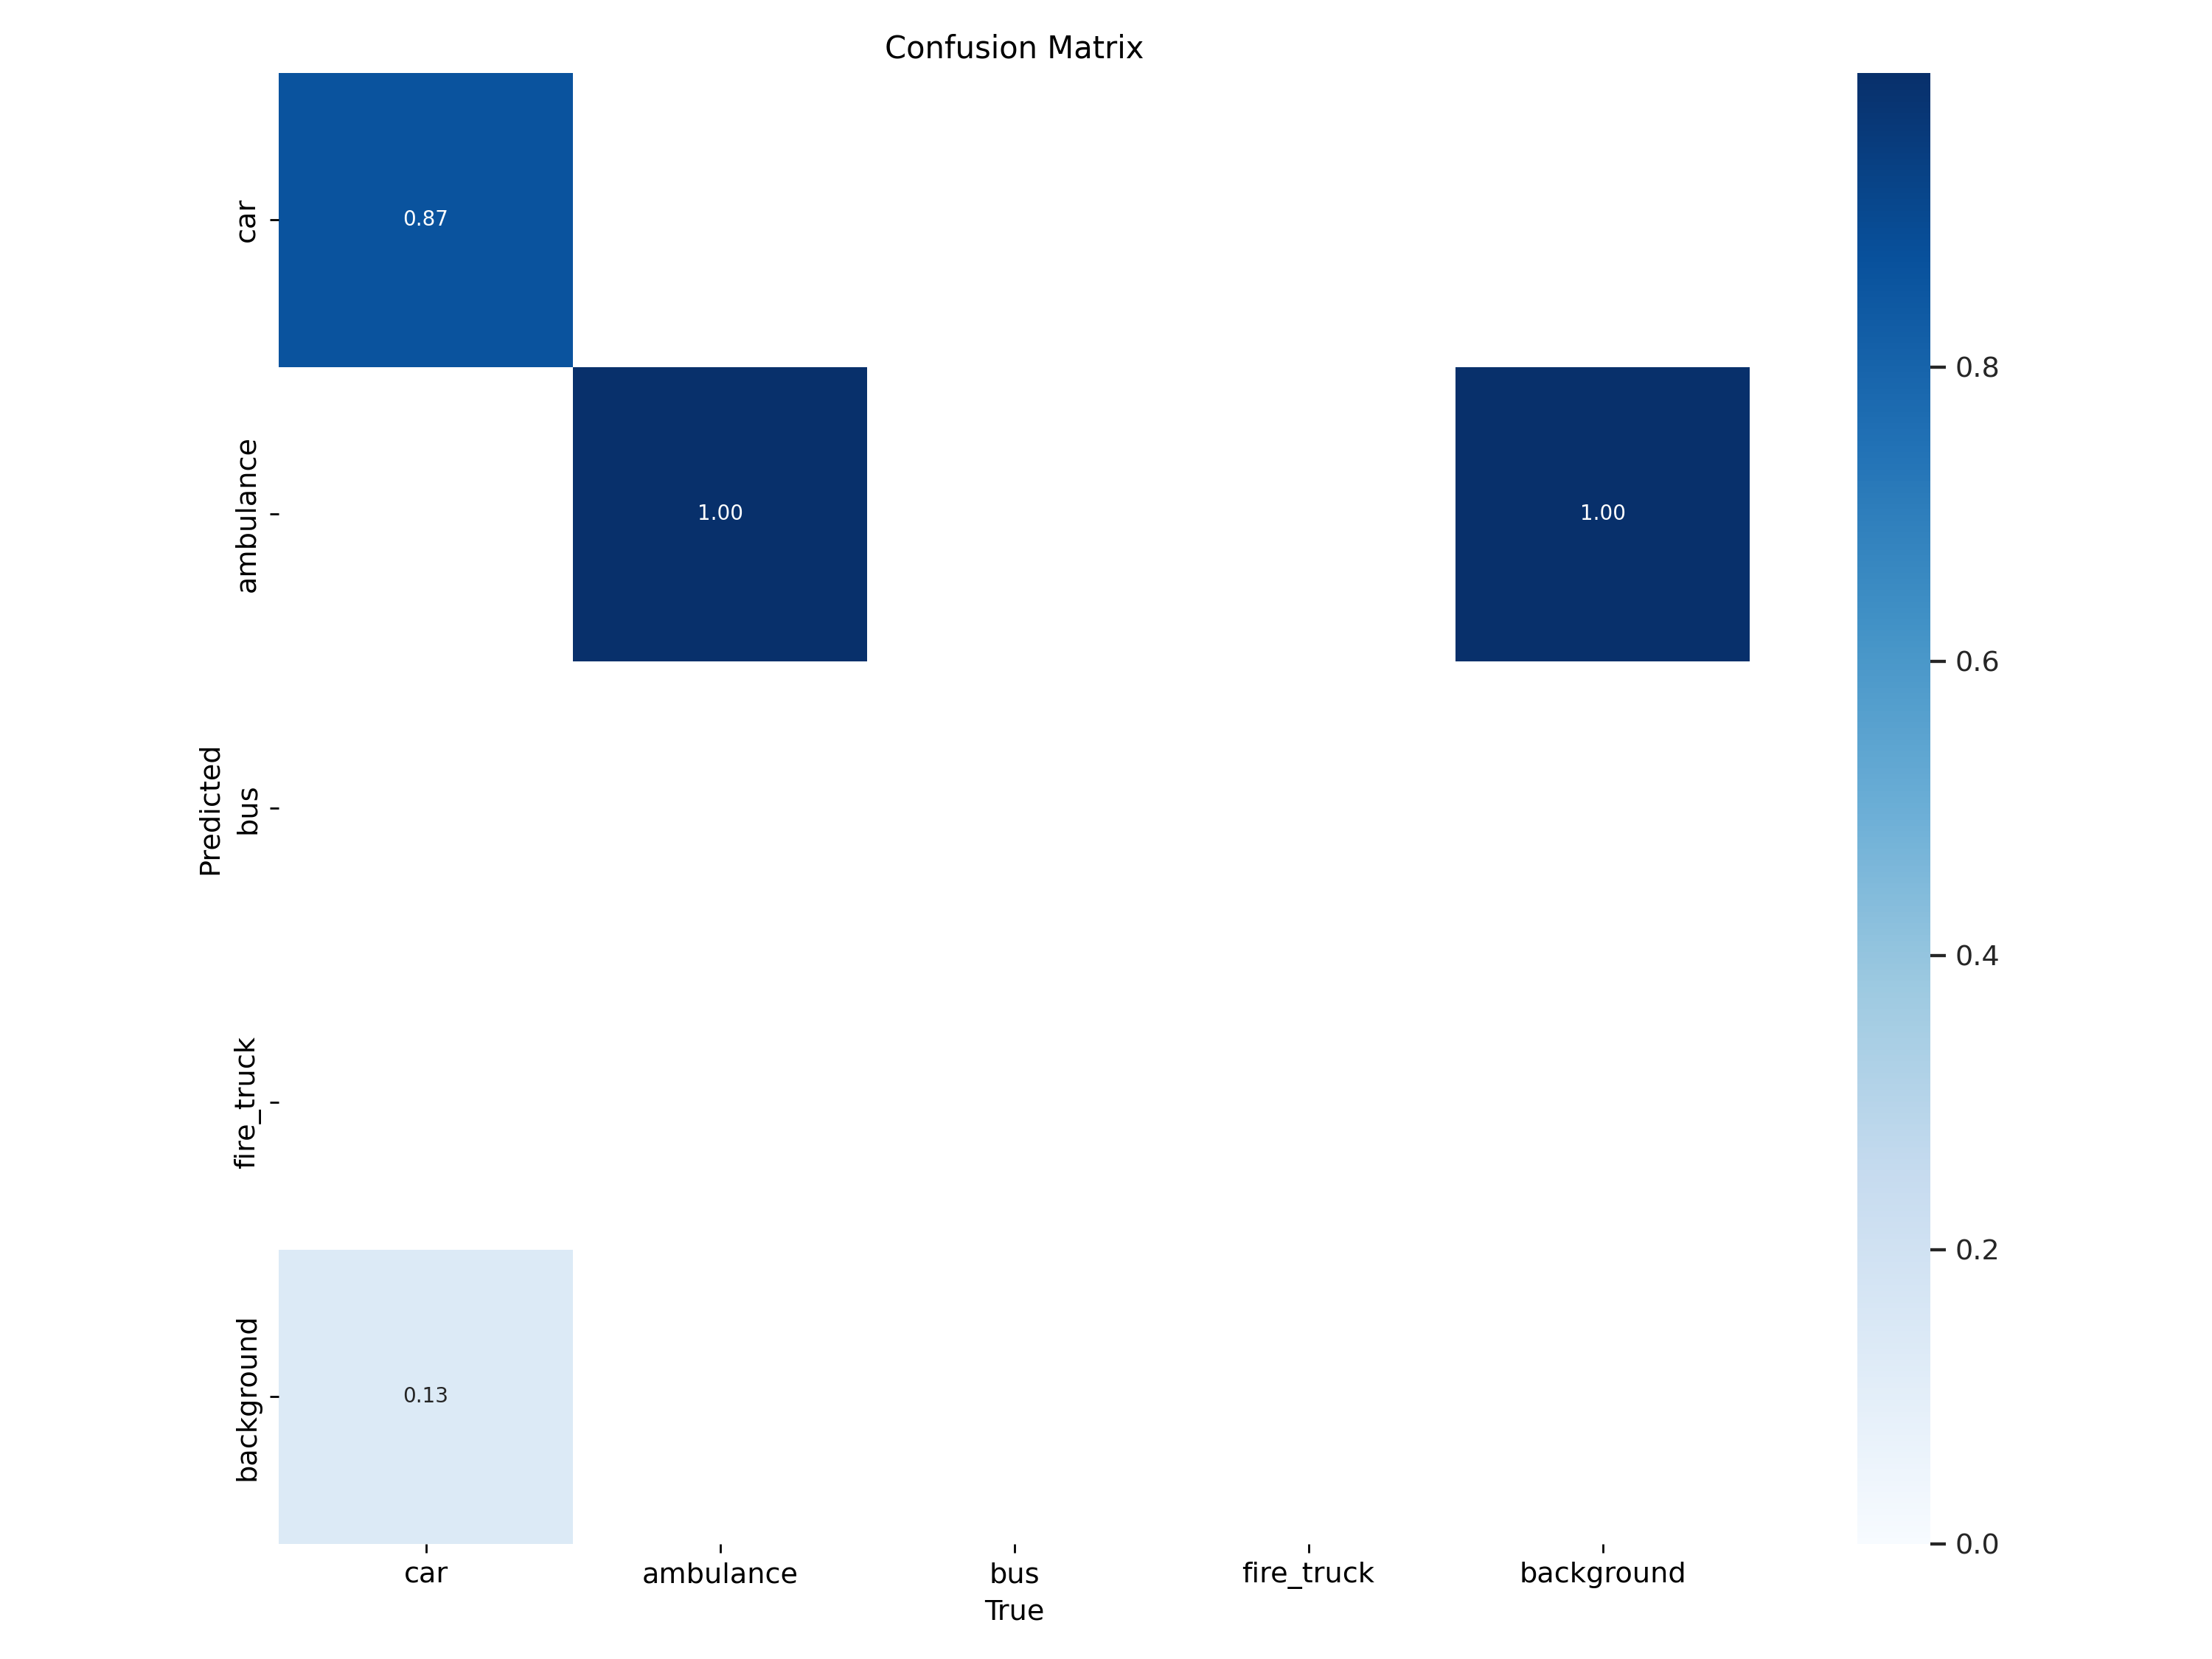 Confusion Matrix
car
0.87
ambulance
1.00
1.00
0.8
0.6
Predicted
bus
0.4
fire_truck
0.2
background
0.13
0.0
car
ambulance
bus
fire_truck
background
True